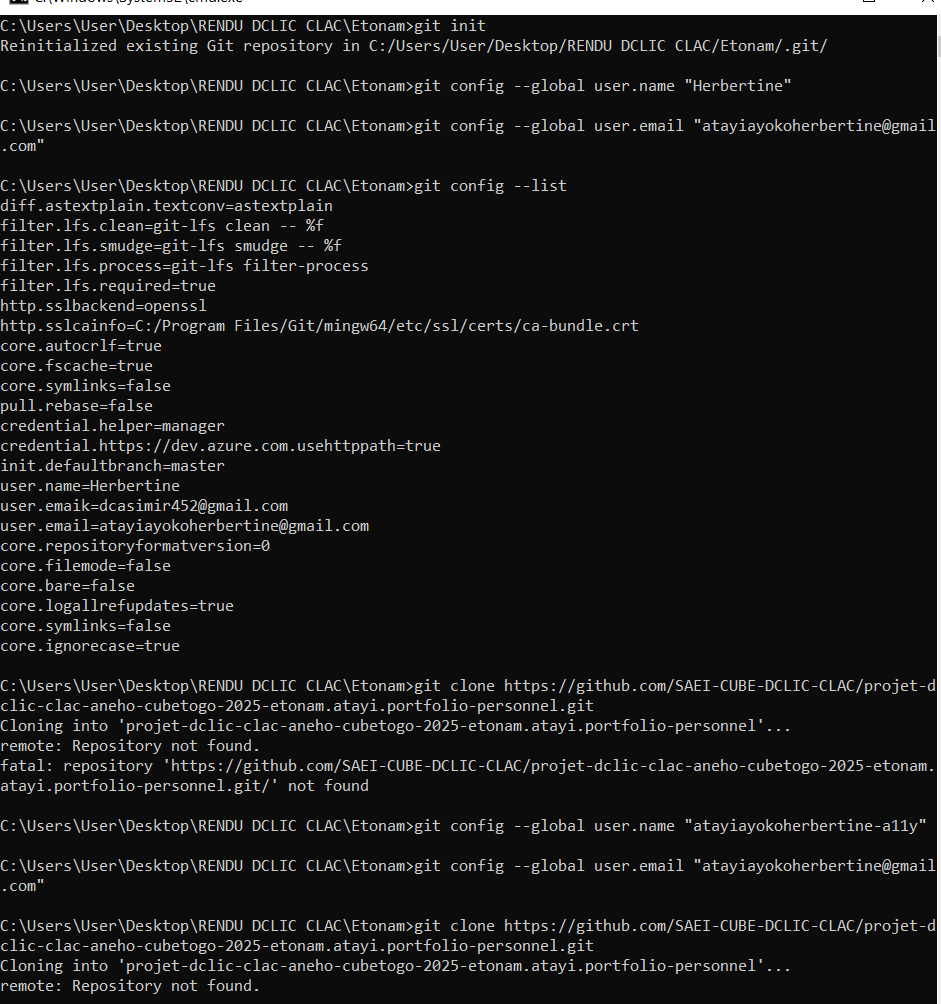 C:\Users\User\Desktop\RENDU DCLIC CLAC\Etonam>git init
Reinitialized existing Git repository in C:/Users/User/Desktop/RENDU DCLIC CLAC/Etonam/.git/
C:\Users\User\Desktop\RENDU DCLIC CLAC\Etonam>git config --global user.name "Herbertine"
C:\Users\User\Desktop\RENDU DCLIC CLAC\Etonam>git config --global user.email "atayiayokoherbertine@gmail
.com"
C:\Users\User\Desktop\RENDU DCLIC CLAC\Etonam>git config --list
diff.astextplain.textconv=astextplain
filter.lfs.clean=git-lfs clean -- %f
filter.lfs.smudge=git-lfs smudge -- %f
filter.lfs.process=git-lfs filter-process
filter.lfs.required=true
http.sslbackend=openssl
http.sslcainfo=C:/Program Files/Git/mingw64/etc/ssl/certs/ca-bundle.crt
core.autocrlf=true
core.fscache=true
core.symlinks=false
pull.rebase=false
credential.helper=manager
credential.https://dev.azure.com.usehttppath=true
init.defaultbranch=master
user.name=Herbertine
user.emaik=dcasimir452@gmail.com
user.email=atayiayokoherbertine@gmail.com
core.repositoryformatversion=0
core.filemode=false
core.bare=false
core.logallrefupdates=true
core.symlinks=false
core.ignorecase=true
C:\Users\User\Desktop\RENDU DCLIC CLAC\Etonam>git clone https://github.com/SAEI-CUBE-DCLIC-CLAC/projet-d
clic-clac-aneho-cubetogo-2025-etonam.atayi.portfolio-personnel.git
Cloning into 'projet-dclic-clac-aneho-cubetogo-2025-etonam.atayi.portfolio-personnel'...
remote: Repository not found.
fatal: repository 'https://github.com/SAEI-CUBE-DCLIC-CLAC/projet-dclic-clac-aneho-cubetogo-2025-etonam.
atayi.portfolio-personnel.git/' not found
C:\Users\User\Desktop\RENDU DCLIC CLAC\Etonam>git config --global user.name "atayiayokoherbertine-a11y"
C:\Users\User\Desktop\RENDU DCLIC CLAC\Etonam>git config --global user.email "atayiayokoherbertine@gmail
.com"
C:\Users\User\Desktop\RENDU DCLIC CLAC\Etonam>git clone https://github.com/SAEI-CUBE-DCLIC-CLAC/projet-d
clic-clac-aneho-cubetogo-2025-etonam.atayi.portfolio-personnel.git
Cloning into 'projet-dclic-clac-aneho-cubetogo-2025-etonam.atayi.portfolio-personnel'...
remote: Repository not found.